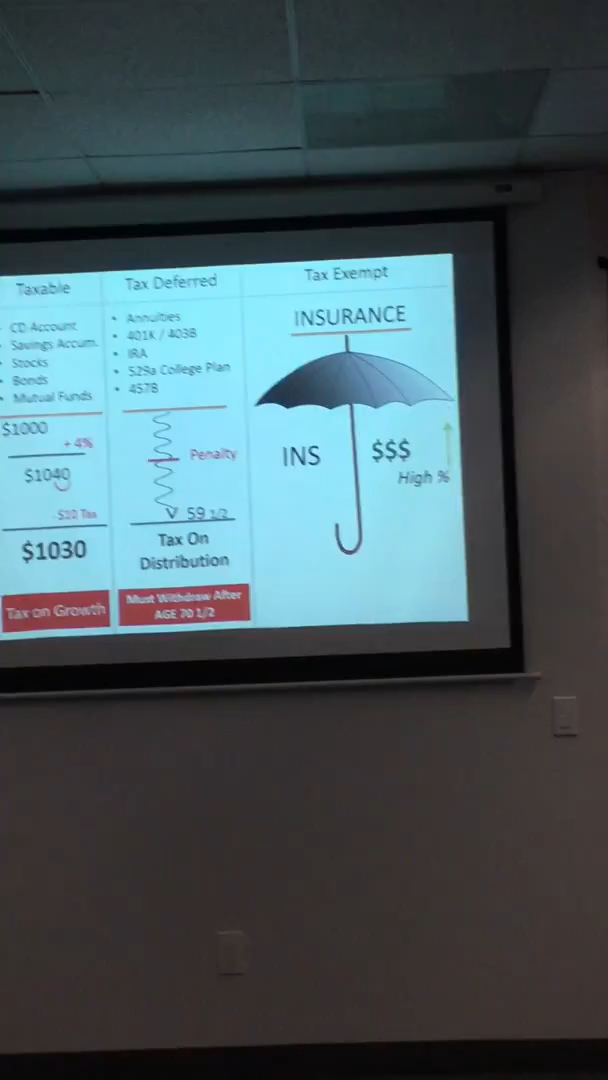 Taxable
CD Account
Savings Accum.
Stocks
Bonds
Mutual Funds
$1000
+ 4%
$1040
$10 Tax
$1030
Tax on Growth
Tax Deferred
Annuities
401K / 403B
IRA
529a College Plan
457B
Penalty
59 1/2
Tax On
Distribution
Must Withdraw After
AGE 70 1/2
Tax Exempt
INSURANCE
INS
$$$
High %